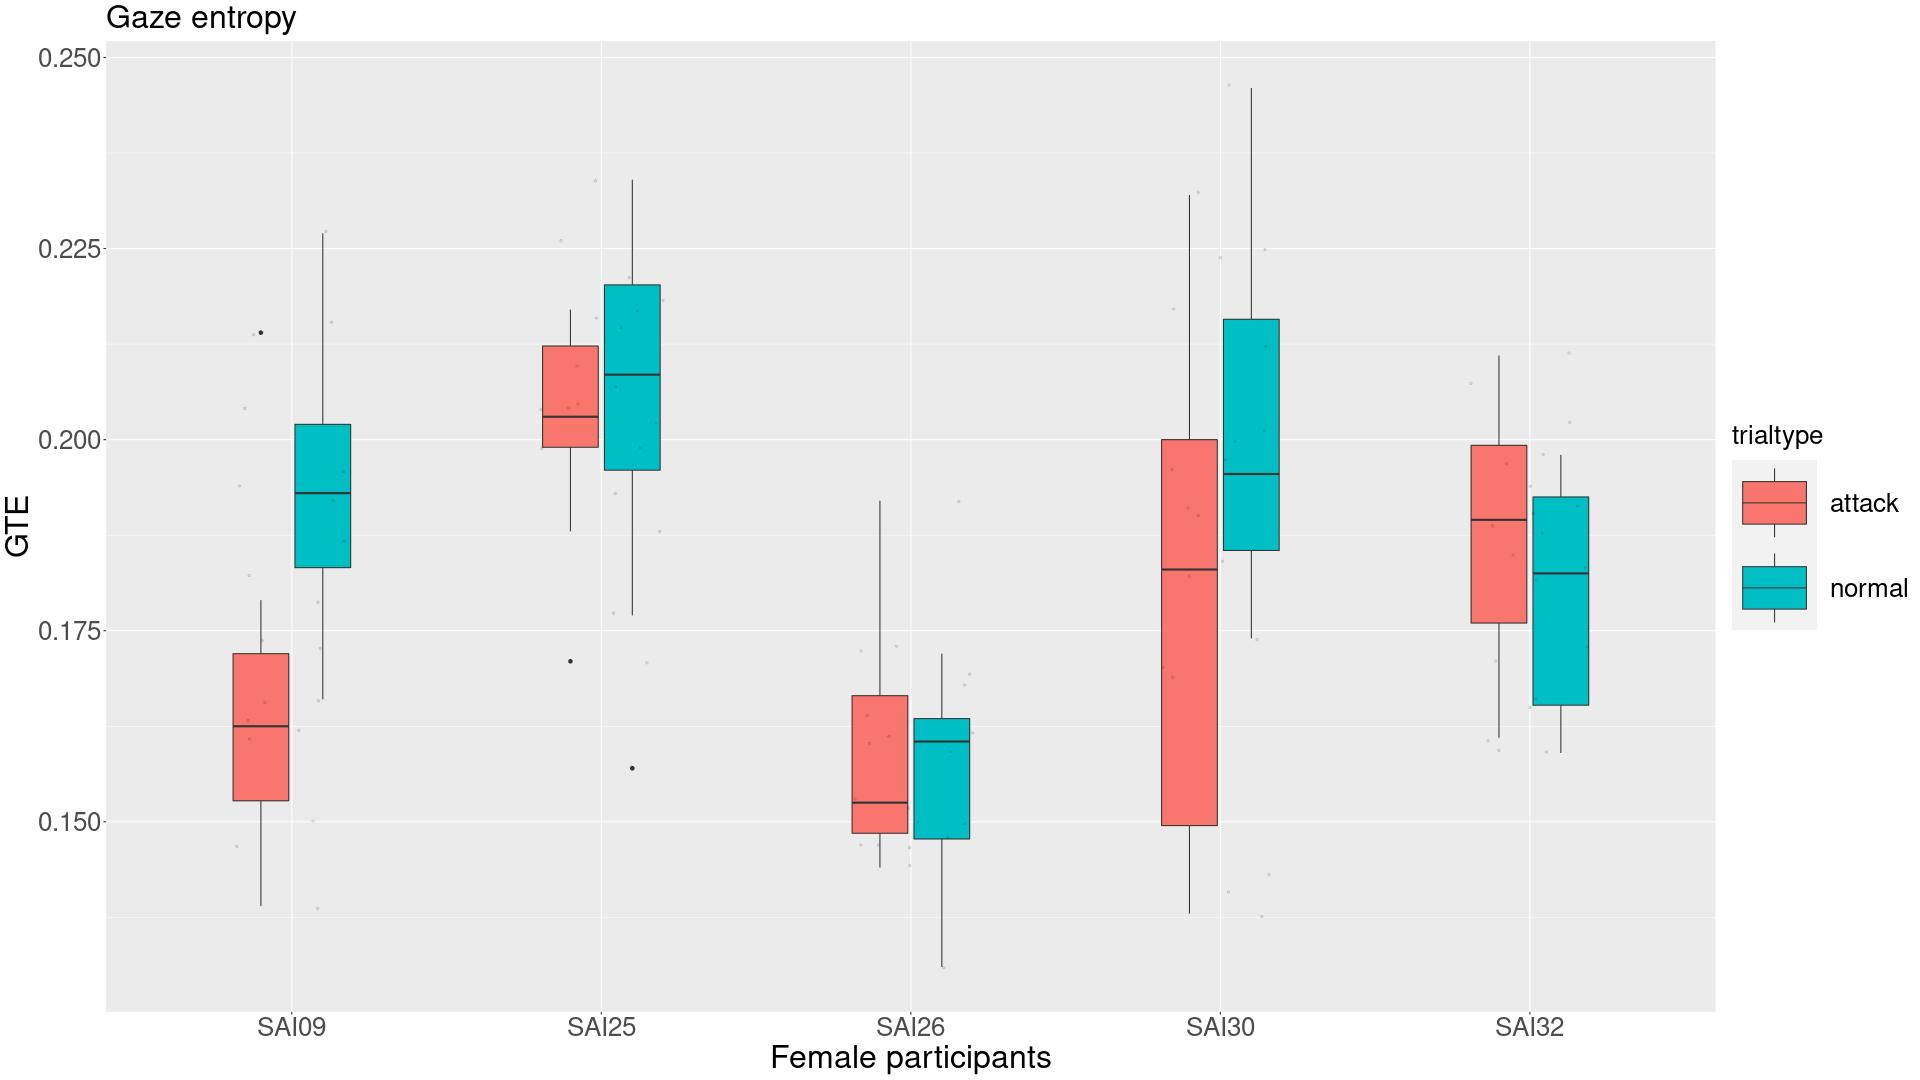 Gaze entropy
0.250
0.225
0.200
0.175
0.150
GTE
SAI09 SAI25 SAI26 SAI30 SAI32
Female participants
trialtype
attack
normal